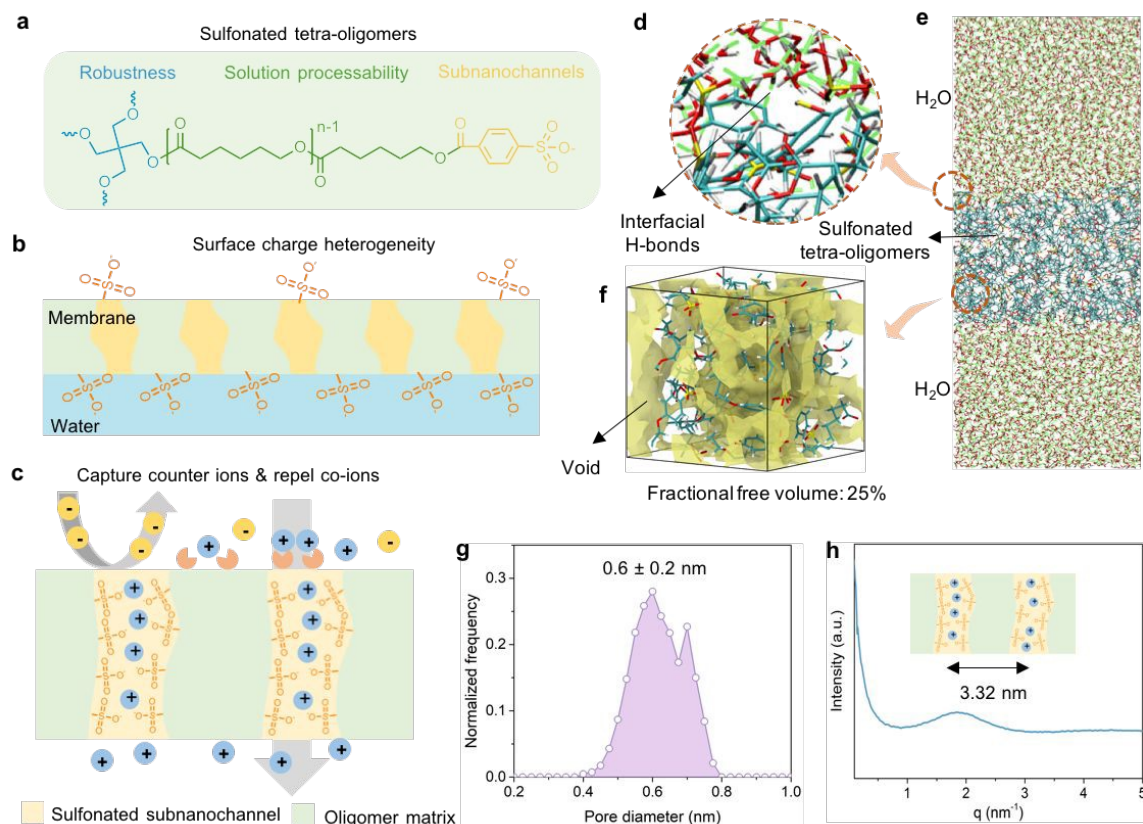 a
Sulfonated tetra-oligomers
Robustness
Solution processability
Subnanochannels
n-1
O
O
O
O
O
O
O
O
O
O
S
O
O
O-
b
Surface charge heterogeneity
Membrane
Water
c
Capture counter ions & repel co-ions
Sulfonated subnanochannel
Oligomer matrix
d
Interfacial
H-bonds
e
H2O
Sulfonated
tetra-oligomers
H2O
f
Void
Fractional free volume: 25%
g
0.6 ± 0.2 nm
Normalized frequency
0.3
0.2
0.1
0.0
0.2
0.4
0.6
0.8
1.0
Pore diameter (nm)
h
3.32 nm
Intensity (a.u.)
1
2
3
4
5
q (nm-1)